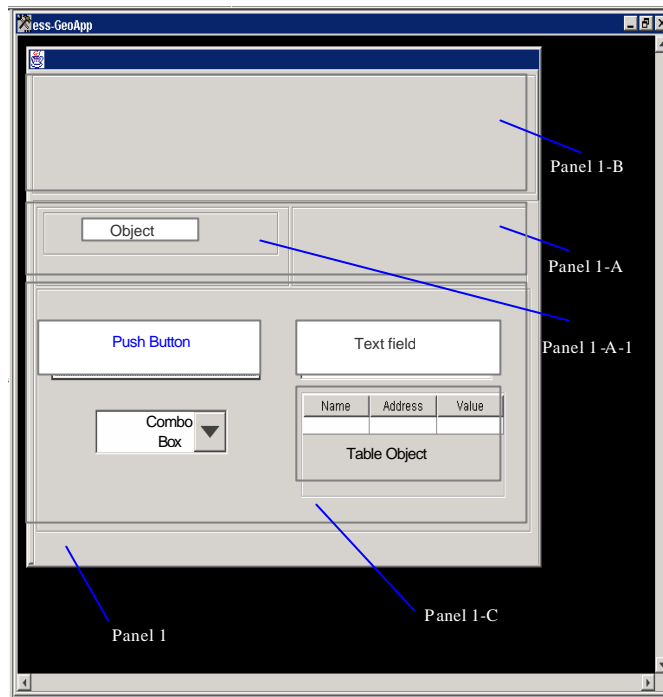 ess-GeoApp
Panel 1-B
Object
Panel 1-A
Push Button
Text field
Panel 1-A-1
Name Address Value
Combo
Box
Table Object
Panel 1-C
Panel 1